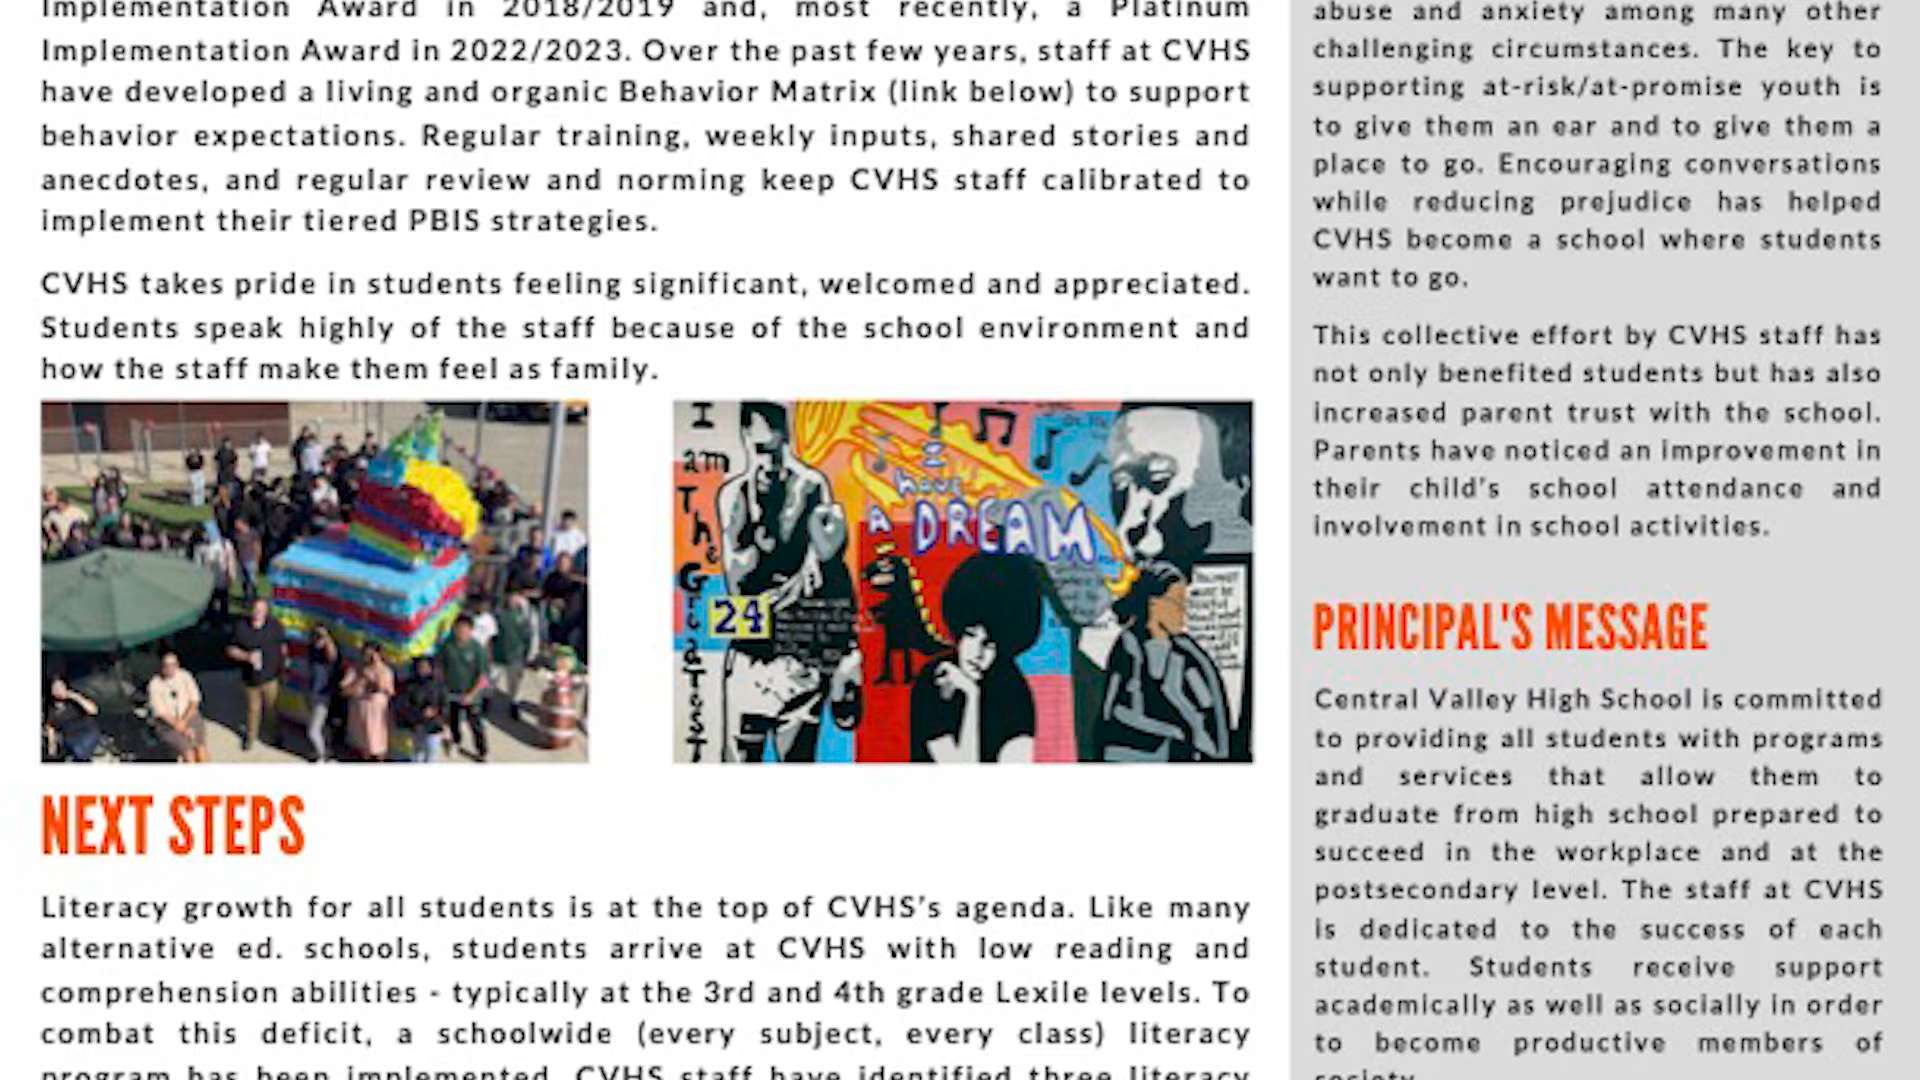 Implementation Award in 2018/2019 and, most recently, a Platinum
Implementation Award in 2022/2023. Over the past few years, staff at CVHS
have developed a living and organic Behavior Matrix (link below) to support
behavior expectations. Regular training, weekly inputs, shared stories and
anecdotes, and regular review and norming keep CVHS staff calibrated to
implement their tiered PBIS strategies.
CVHS takes pride in students feeling significant, welcomed and appreciated.
Students speak highly of the staff because of the school environment and
how the staff make them feel as family.
I
am
The
Greatest
24
I
have
A DREAM
NEXT STEPS
Literacy growth for all students is at the top of CVHS's agenda. Like many
alternative ed. schools, students arrive at CVHS with low reading and
comprehension abilities - typically at the 3rd and 4th grade Lexile levels. To
combat this deficit, a schoolwide (every subject, every class) literacy
program has been implemented. CVHS staff have identified three literacy
abuse and anxiety among many other
challenging circumstances. The key to
supporting at-risk/at-promise youth is
to give them an ear and to give them a
place to go. Encouraging conversations
while reducing prejudice has helped
CVHS become a school where students
want to go.
This collective effort by CVHS staff has
not only benefited students but has also
increased parent trust with the school.
Parents have noticed an improvement in
their child's school attendance and
involvement in school activities.
PRINCIPAL'S MESSAGE
Central Valley High School is committed
to providing all students with programs
and services that allow them to
graduate from high school prepared to
succeed in the workplace and at the
postsecondary level. The staff at CVHS
is dedicated to the success of each
student. Students receive support
academically as well as socially in order
to become productive members of
society.